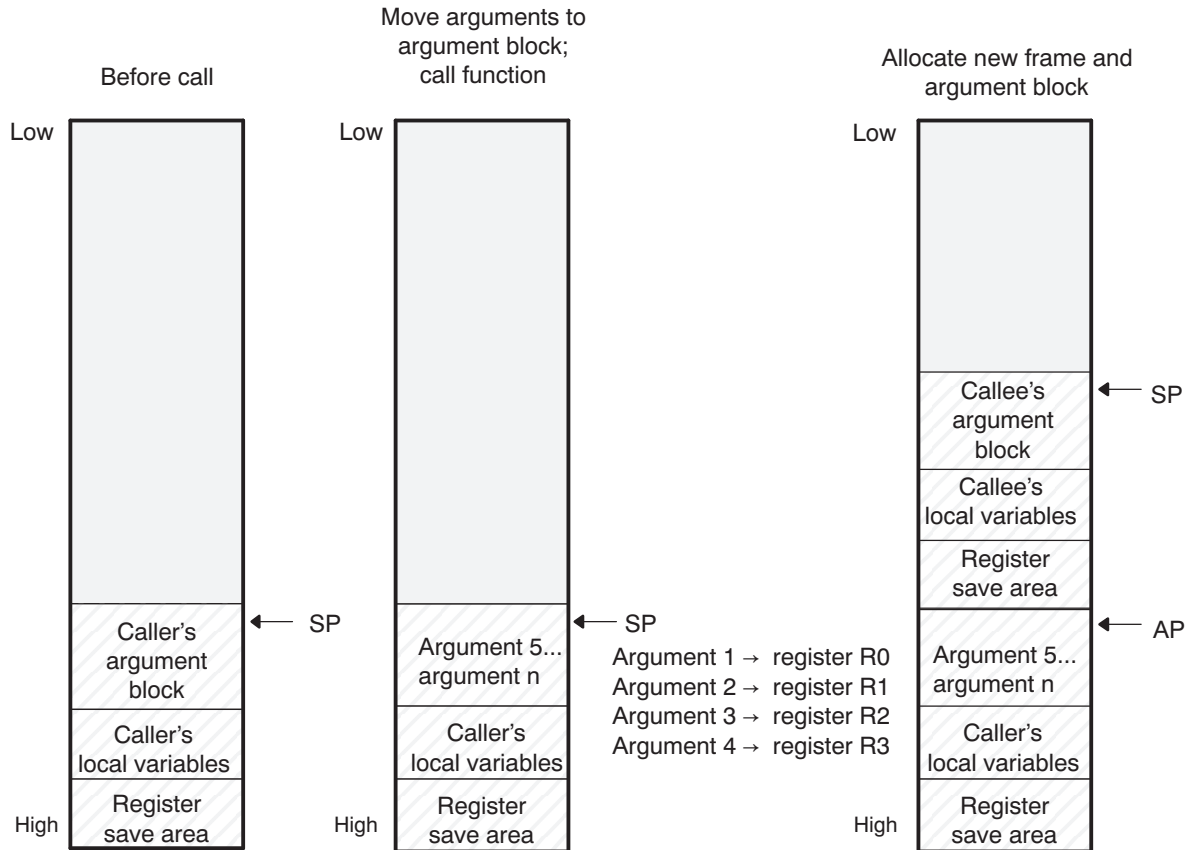 Before call
Low
Caller's
argument
block
Caller's
local variables
Register
save area
High
SP
Move arguments to
argument block;
call function
Low
Argument 5...
argument n
Caller's
local variables
Register
save area
High
SP
Argument 1 → register R0
Argument 2 → register R1
Argument 3 → register R2
Argument 4 → register R3
Allocate new frame and
argument block
Low
Callee's
argument
block
Callee's
local variables
Register
save area
Argument 5...
argument n
Caller's
local variables
Register
save area
High
SP
AP